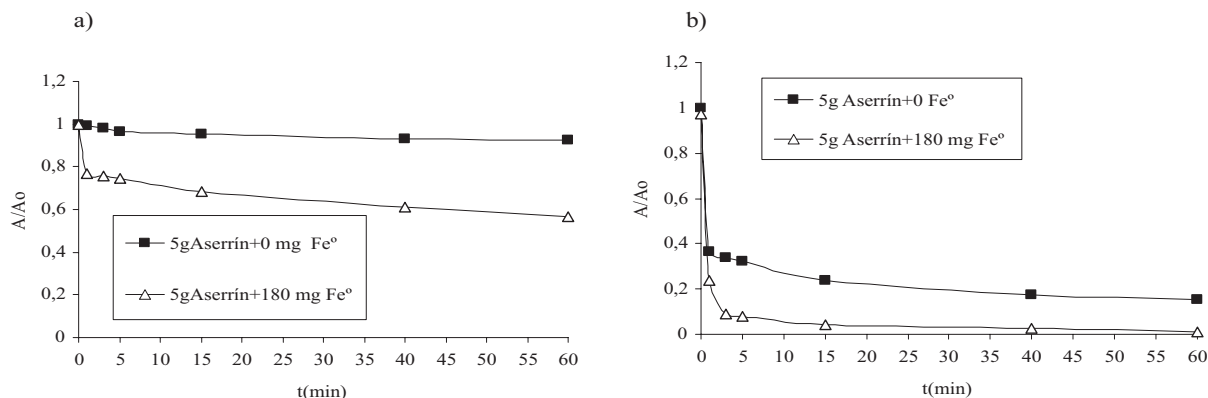 a)
1,2
1
0,8
0,6
0,4
0,2
0
A/Ao
5gAserrín+0 mg Feº
5gAserrín+180 mg Feº
0 5 10 15 20 25 30 35 40 45 50 55 60
t(min)
b)
1,2
1
0,8
0,6
0,4
0,2
0
A/Ao
5g Aserrín+0 Feº
5g Aserrín+180 mg Feº
0 5 10 15 20 25 30 35 40 45 50 55 60
t(min)